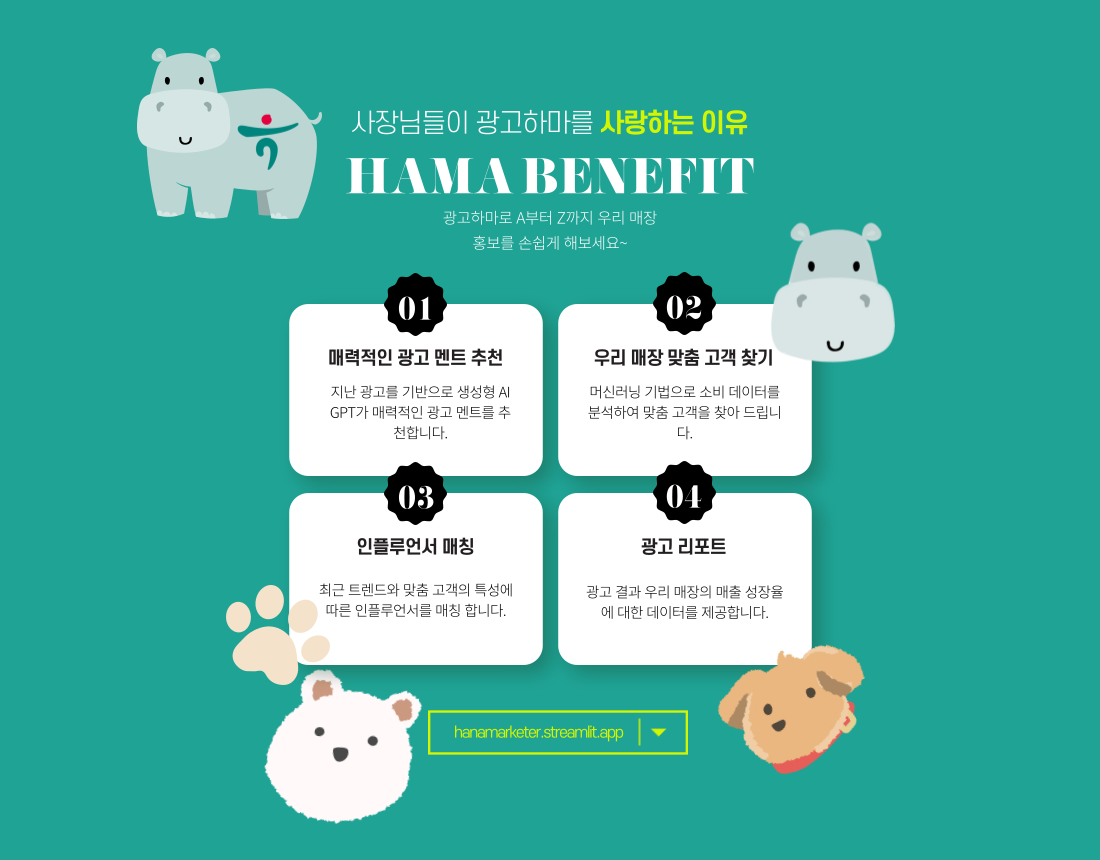 사장님들이 광고하마를 사랑하는 이유
HAMA BENEFIT
광고하마로 A부터 Z까지 우리 매장
홍보를 손쉽게 해보세요~
01
매력적인 광고 멘트 추천
지난 광고를 기반으로 생성형 AI
GPT가 매력적인 광고 멘트를 추
천합니다.
02
우리 매장 맞춤 고객 찾기
머신러닝 기법으로 소비 데이터를
분석하여 맞춤 고객을 찾아 드립니
다.
03
인플루언서 매칭
최근 트렌드와 맞춤 고객의 특성에
따른 인플루언서를 매칭 합니다.
04
광고 리포트
광고 결과 우리 매장의 매출 성장율
에 대한 데이터를 제공합니다.
hanamarketer.streamlit.app